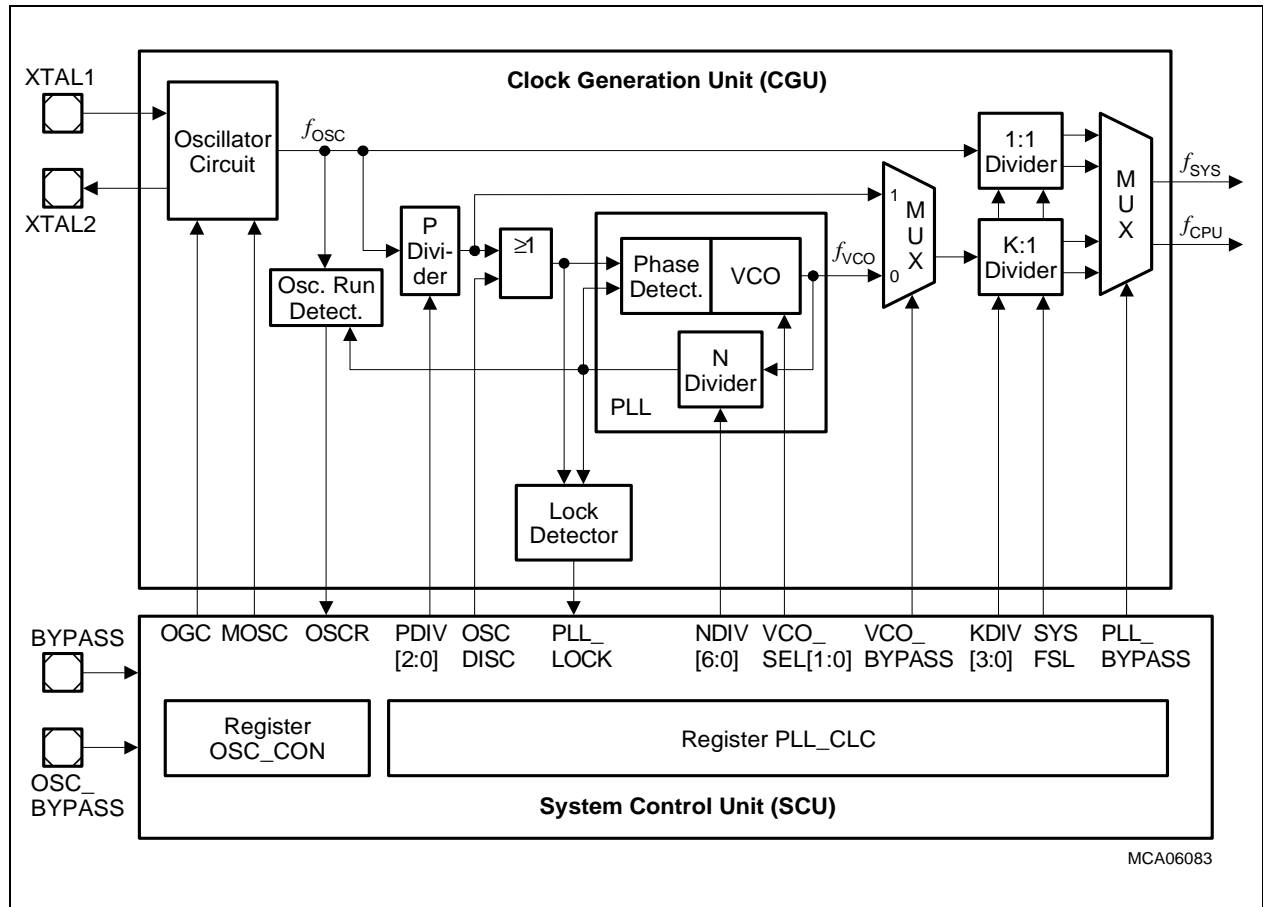 Clock Generation Unit (CGU)
XTAL1
XTAL2
Oscillator
Circuit
fOSC
1:1
Divider
M
U
X
fSYS
fCPU
P
Divi-
der
≥1
Osc. Run
Detect.
Phase
Detect.
VCO
fVCO
1
0
M
U
X
K:1
Divider
N
Divider
PLL
Lock
Detector
BYPASS
OSC_
BYPASS
OGC
MOSC
OSCR
PDIV
[2:0]
OSC
DISC
PLL_
LOCK
NDIV
[6:0]
VCO_
SEL[1:0]
VCO_
BYPASS
KDIV
[3:0]
SYS
FSL
PLL_
BYPASS
Register
OSC_CON
Register PLL_CLC
System Control Unit (SCU)
MCA06083